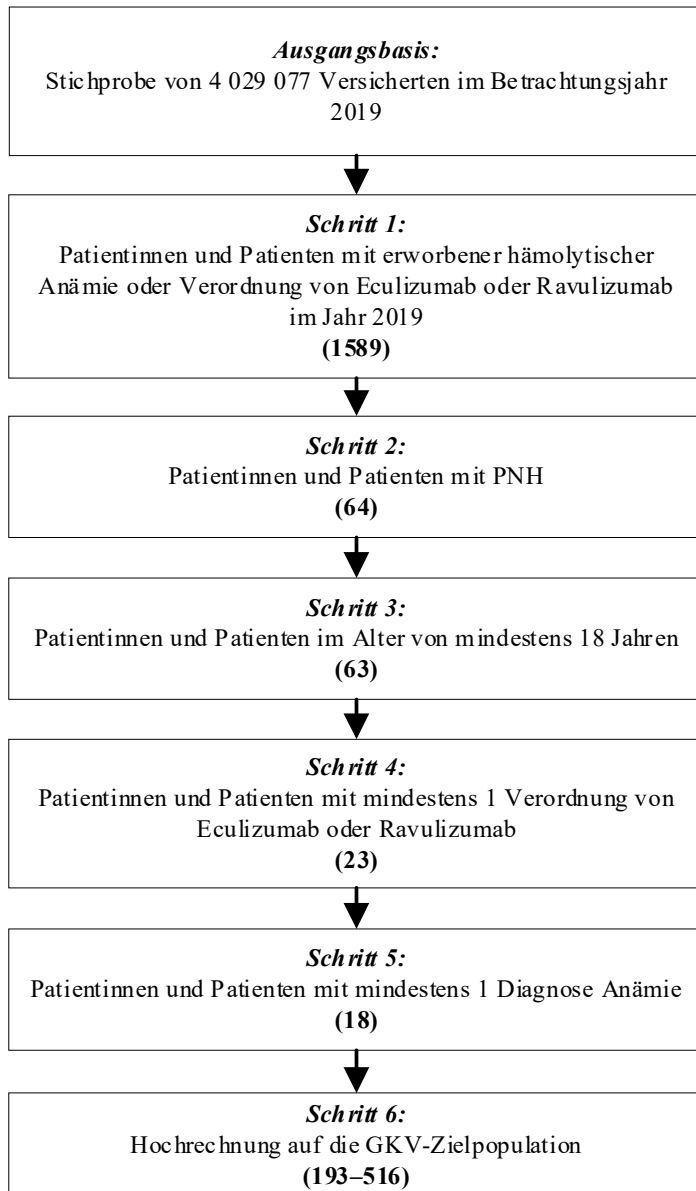 Ausgangsbasis:
Stichprobe von 4 029 077 Versicherten im Betrachtungsjahr
2019
Schritt 1:
Patientinnen und Patienten mit erworbener hämolytischer
Anämie oder Verordnung von Eculizumab oder Ravulizumab
im Jahr 2019
(1589)
Schritt 2:
Patientinnen und Patienten mit PNH
(64)
Schritt 3:
Patientinnen und Patienten im Alter von mindestens 18 Jahren
(63)
Schritt 4:
Patientinnen und Patienten mit mindestens 1 Verordnung von
Eculizumab oder Ravulizumab
(23)
Schritt 5:
Patientinnen und Patienten mit mindestens 1 Diagnose Anämie
(18)
Schritt 6:
Hochrechnung auf die GKV-Zielpopulation
(193–516)